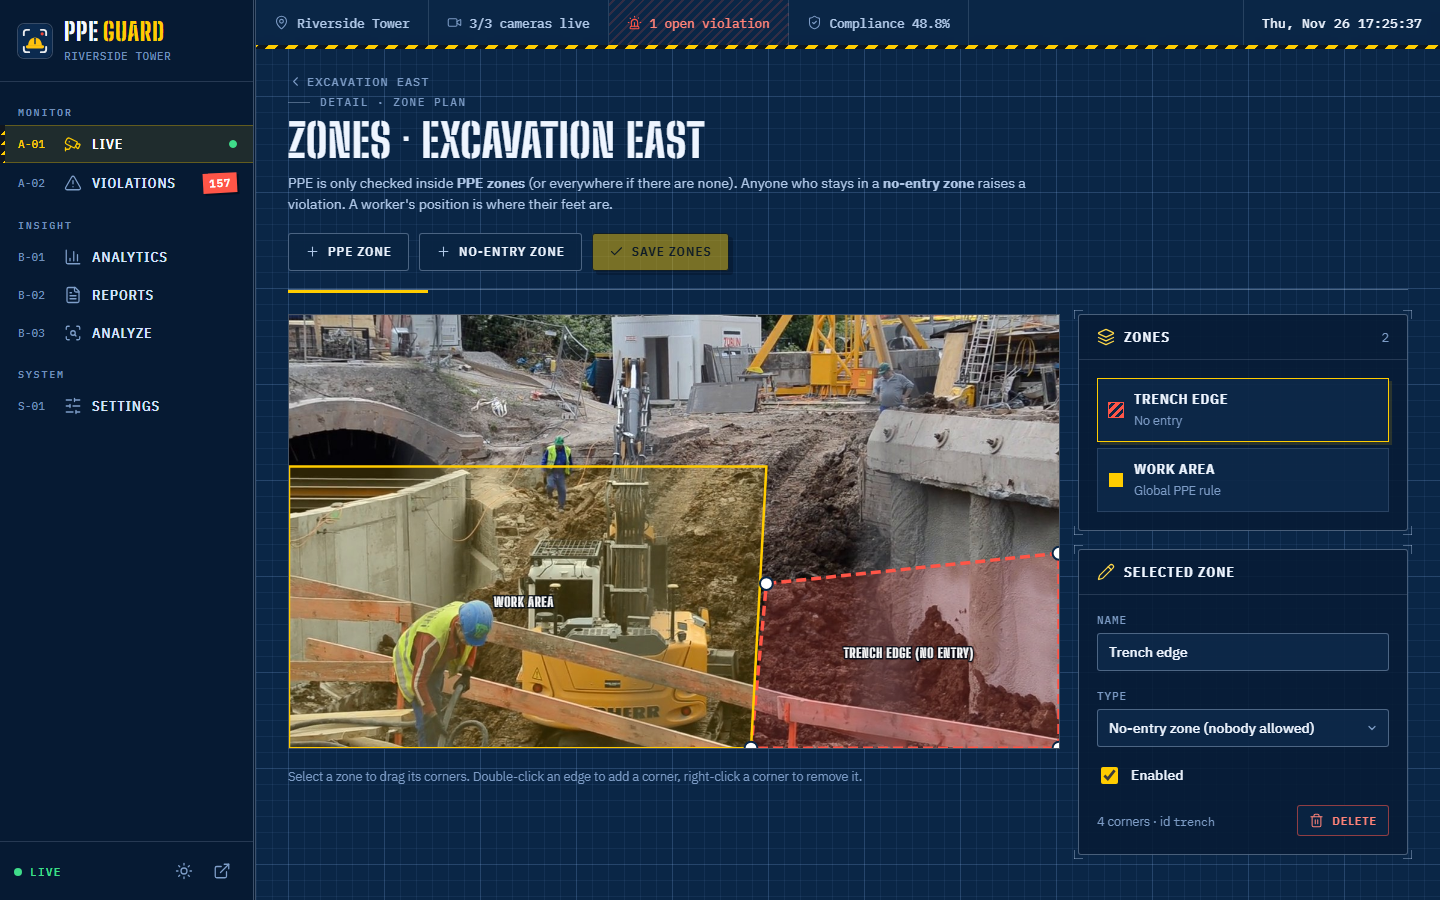 PPE GUARD
RIVERSIDE TOWER
MONITOR
A-01 LIVE
A-02 VIOLATIONS 157
INSIGHT
B-01 ANALYTICS
B-02 REPORTS
B-03 ANALYZE
SYSTEM
S-01 SETTINGS
LIVE
Riverside Tower
3/3 cameras live
1 open violation
Compliance 48.8%
Thu, Nov 26 17:25:37
EXCAVATION EAST
DETAIL · ZONE PLAN
ZONES · EXCAVATION EAST
PPE is only checked inside PPE zones (or everywhere if there are none). Anyone who stays in a no-entry zone raises a
violation. A worker's position is where their feet are.
PPE ZONE
NO-ENTRY ZONE
SAVE ZONES
WORK AREA
TRENCH EDGE (NO ENTRY)
Select a zone to drag its corners. Double-click an edge to add a corner, right-click a corner to remove it.
ZONES 2
TRENCH EDGE
No entry
WORK AREA
Global PPE rule
SELECTED ZONE
NAME
Trench edge
TYPE
No-entry zone (nobody allowed)
Enabled
4 corners · id trench
DELETE